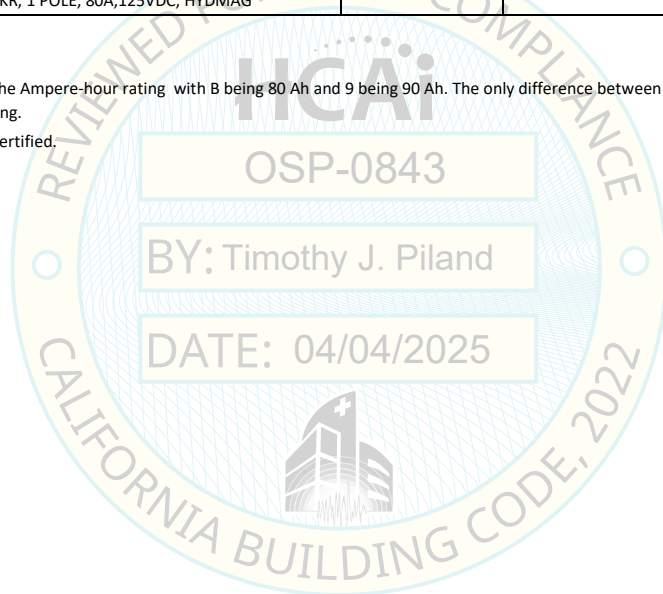 KR, 1 POLE, 80A,125VDC, HYDMAG
he Ampere-hour rating with B being 80 Ah and 9 being 90 Ah. The only difference between
ng.
ertified.
REVIEWED FO
COMPLIANCE
HCAi
OSP-0843
BY: Timothy J. Piland
DATE: 04/04/2025
CALIFORNIA BUILDING CODE, 2022